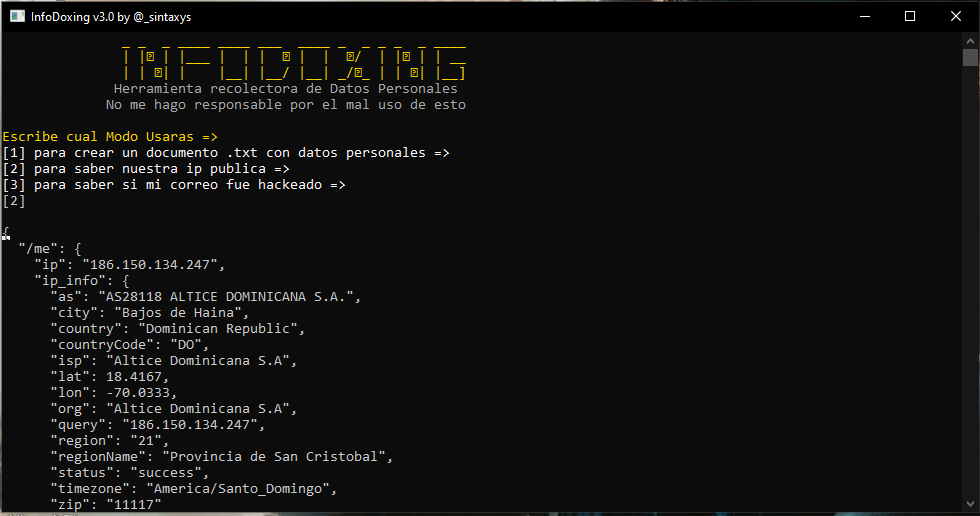 InfoDoxing v3.0 by @_sintaxys
Herramienta recolectora de Datos Personales
No me hago responsable por el mal uso de esto
Escribe cual Modo Usaras =>
[1] para crear un documento .txt con datos personales =>
[2] para saber nuestra ip publica =>
[3] para saber si mi correo fue hackeado =>
[2]
{
"/me": {
"ip": "186.150.134.247",
"ip_info": {
"as": "AS28118 ALTICE DOMINICANA S.A.",
"city": "Bajos de Haina",
"country": "Dominican Republic",
"countryCode": "DO",
"isp": "Altice Dominicana S.A",
"lat": 18.4167,
"lon": -70.0333,
"org": "Altice Dominicana S.A",
"query": "186.150.134.247",
"region": "21",
"regionName": "Provincia de San Cristobal",
"status": "success",
"timezone": "America/Santo_Domingo",
"zip": "11117"